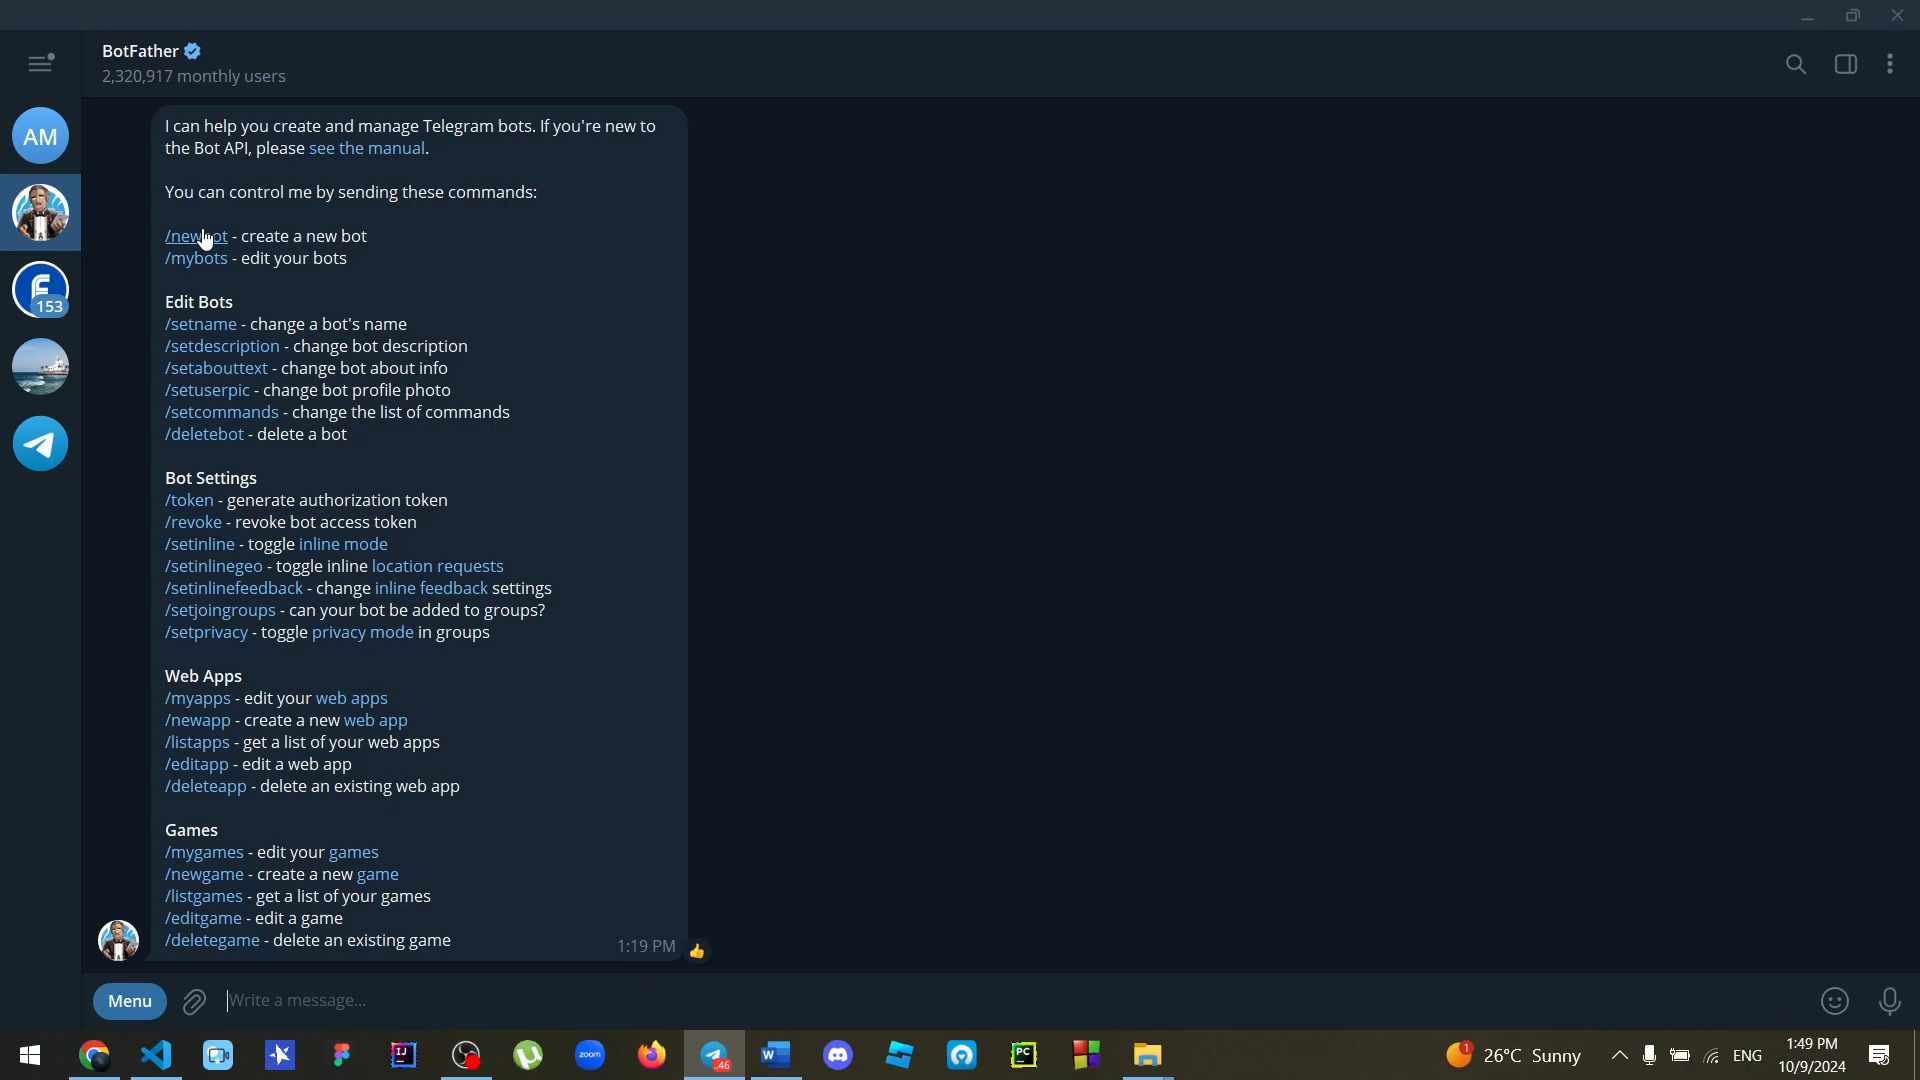 BotFather
2,320,917 monthly users
AM
153
I can help you create and manage Telegram bots. If you're new to
the Bot API, please see the manual.
You can control me by sending these commands:
/newbot - create a new bot
/mybots - edit your bots
Edit Bots
/setname - change a bot's name
/setdescription - change bot description
/setabouttext - change bot about info
/setuserpic - change bot profile photo
/setcommands - change the list of commands
/deletebot - delete a bot
Bot Settings
/token - generate authorization token
/revoke - revoke bot access token
/setinline - toggle inline mode
/setinlinegeo - toggle inline location requests
/setinlinefeedback - change inline feedback settings
/setjoingroups - can your bot be added to groups?
/setprivacy - toggle privacy mode in groups
Web Apps
/myapps - edit your web apps
/newapp - create a new web app
/listapps - get a list of your web apps
/editapp - edit a web app
/deleteapp - delete an existing web app
Games
/mygames - edit your games
/newgame - create a new game
/listgames - get a list of your games
/editgame - edit a game
/deletegame - delete an existing game
1:19 PM
Menu
Write a message...
IJ
zoom
..46
W
PC
1
26°C Sunny
ENG
1:49 PM
10/9/2024